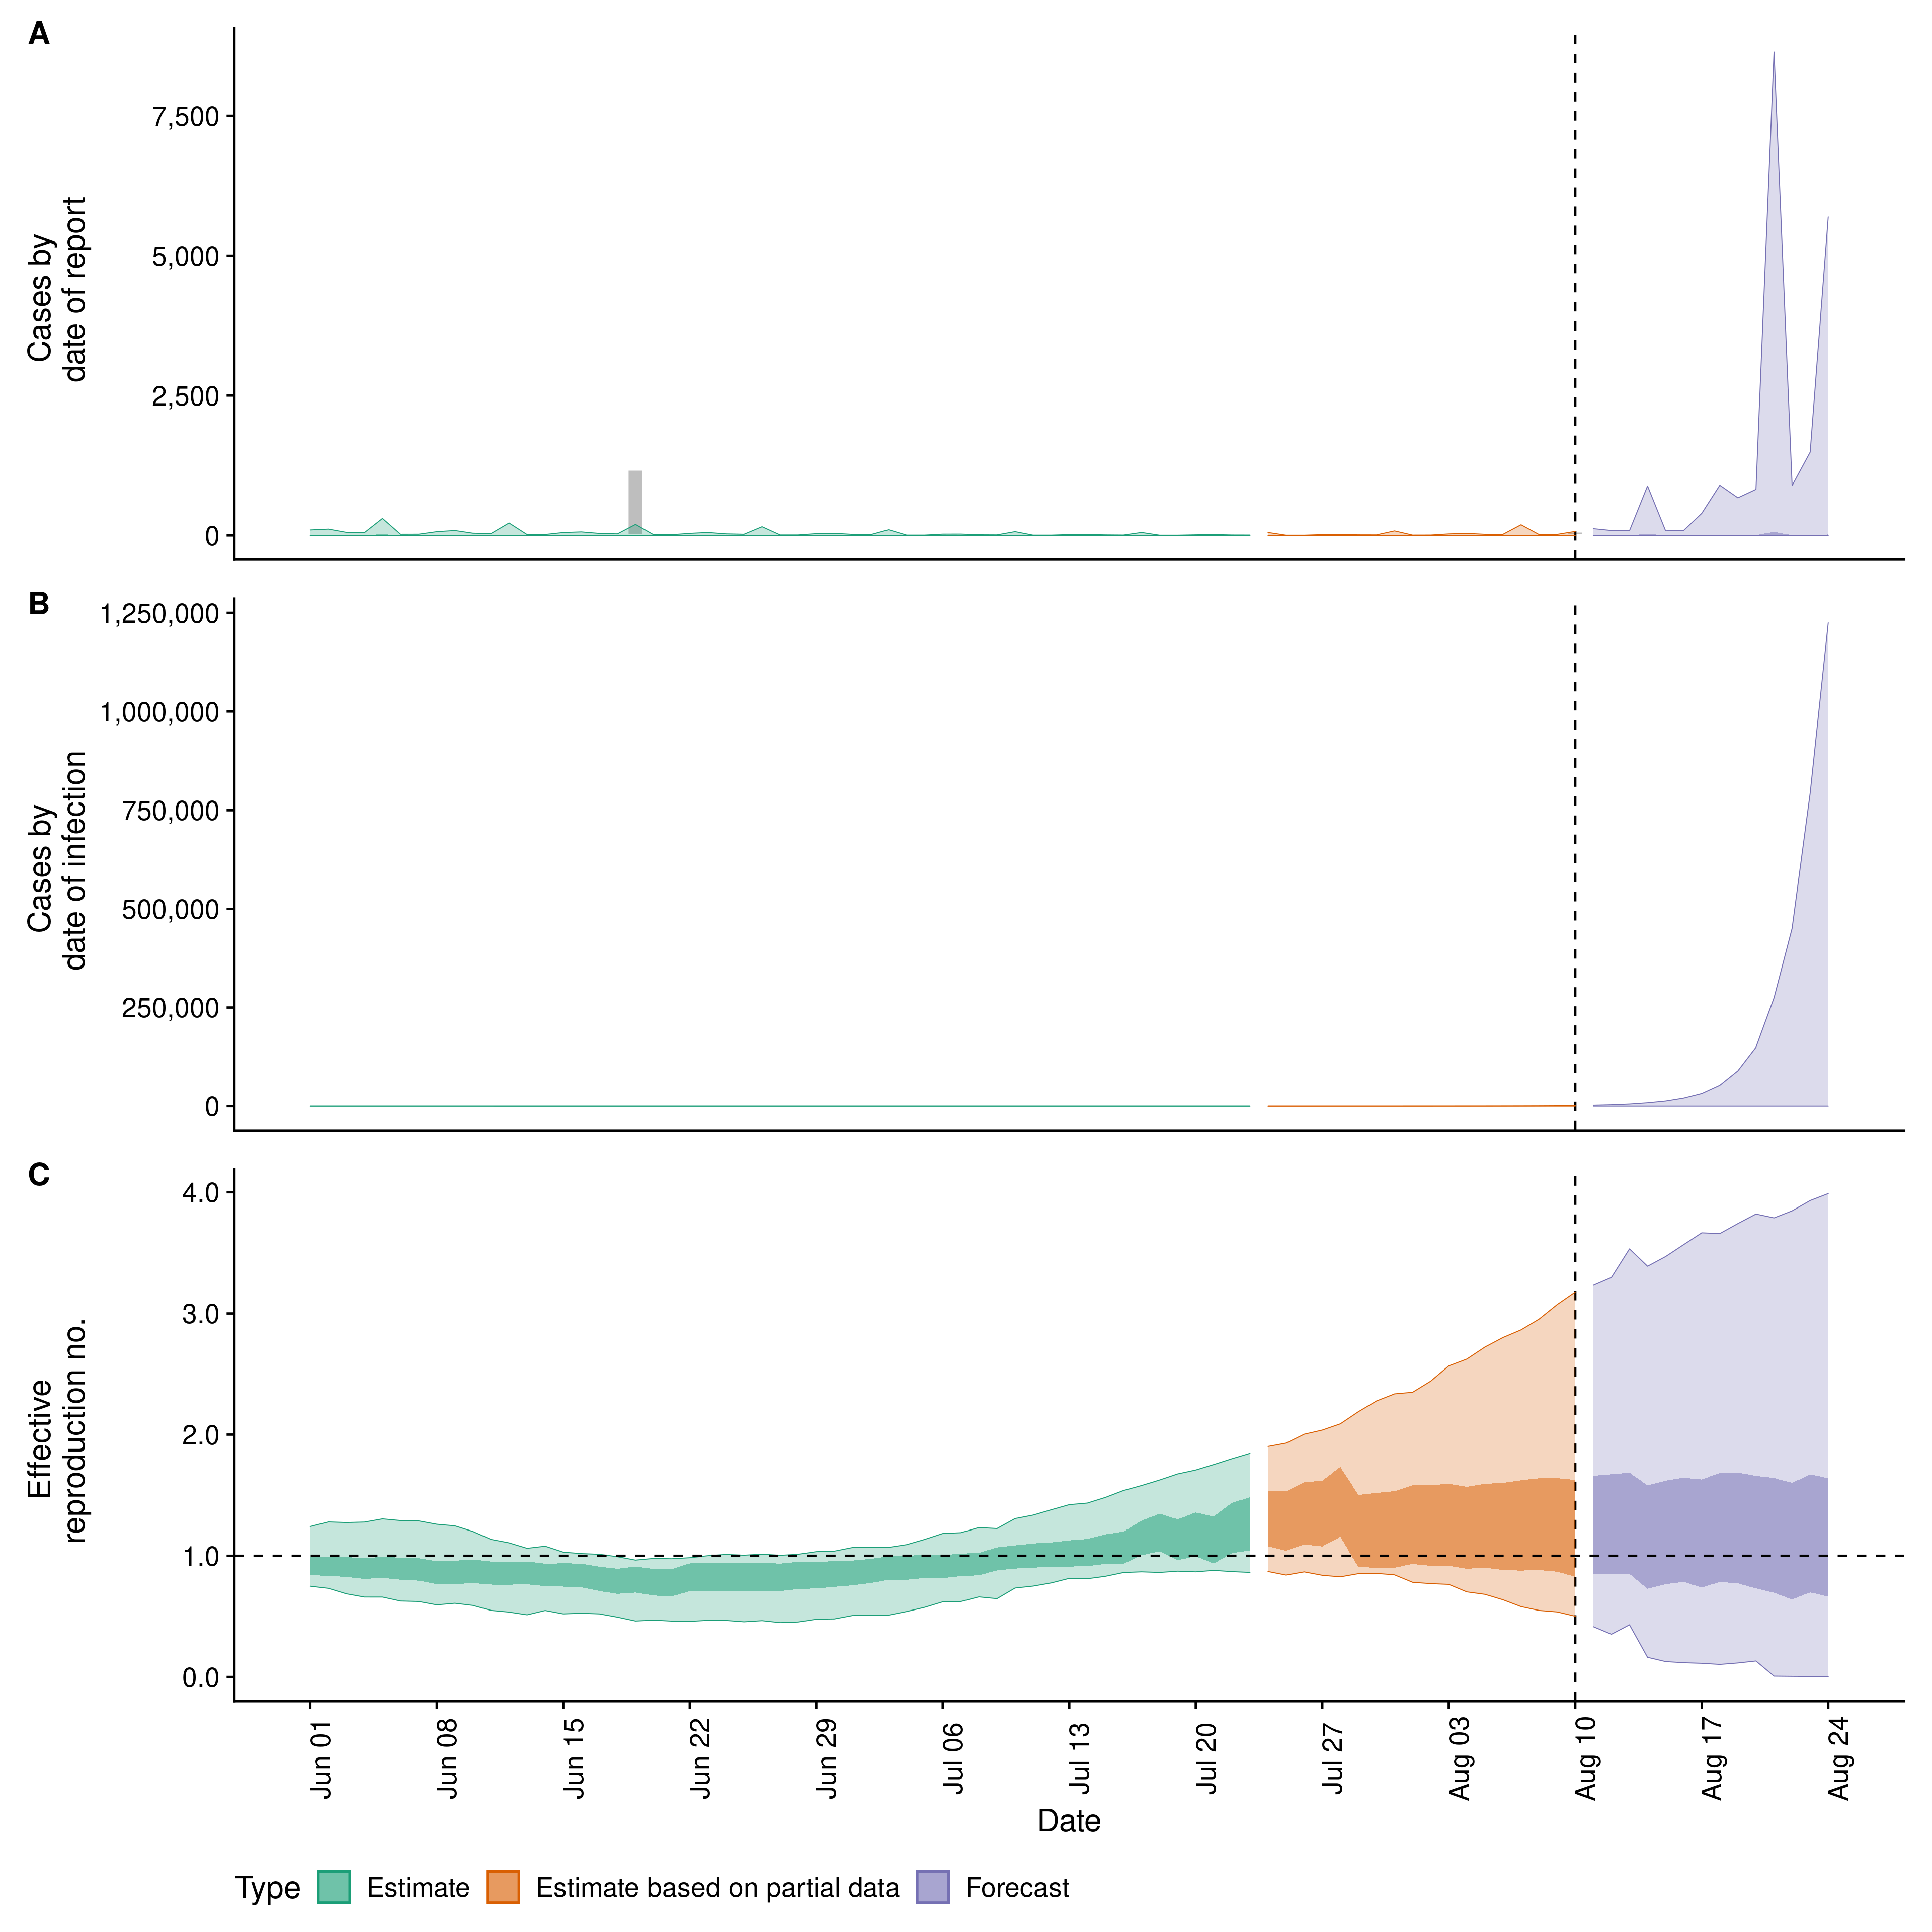 A
Cases by
date of report
7,500
5,000
2,500
0
B
Cases by
date of infection
1,250,000
1,000,000
750,000
500,000
250,000
0
C
Effective
reproduction no.
4.0
3.0
2.0
1.0
0.0
Jun 01
Jun 08
Jun 15
Jun 22
Jun 29
Jul 06
Jul 13
Jul 20
Jul 27
Aug 03
Aug 10
Aug 17
Aug 24
Date
Type Estimate Estimate based on partial data Forecast